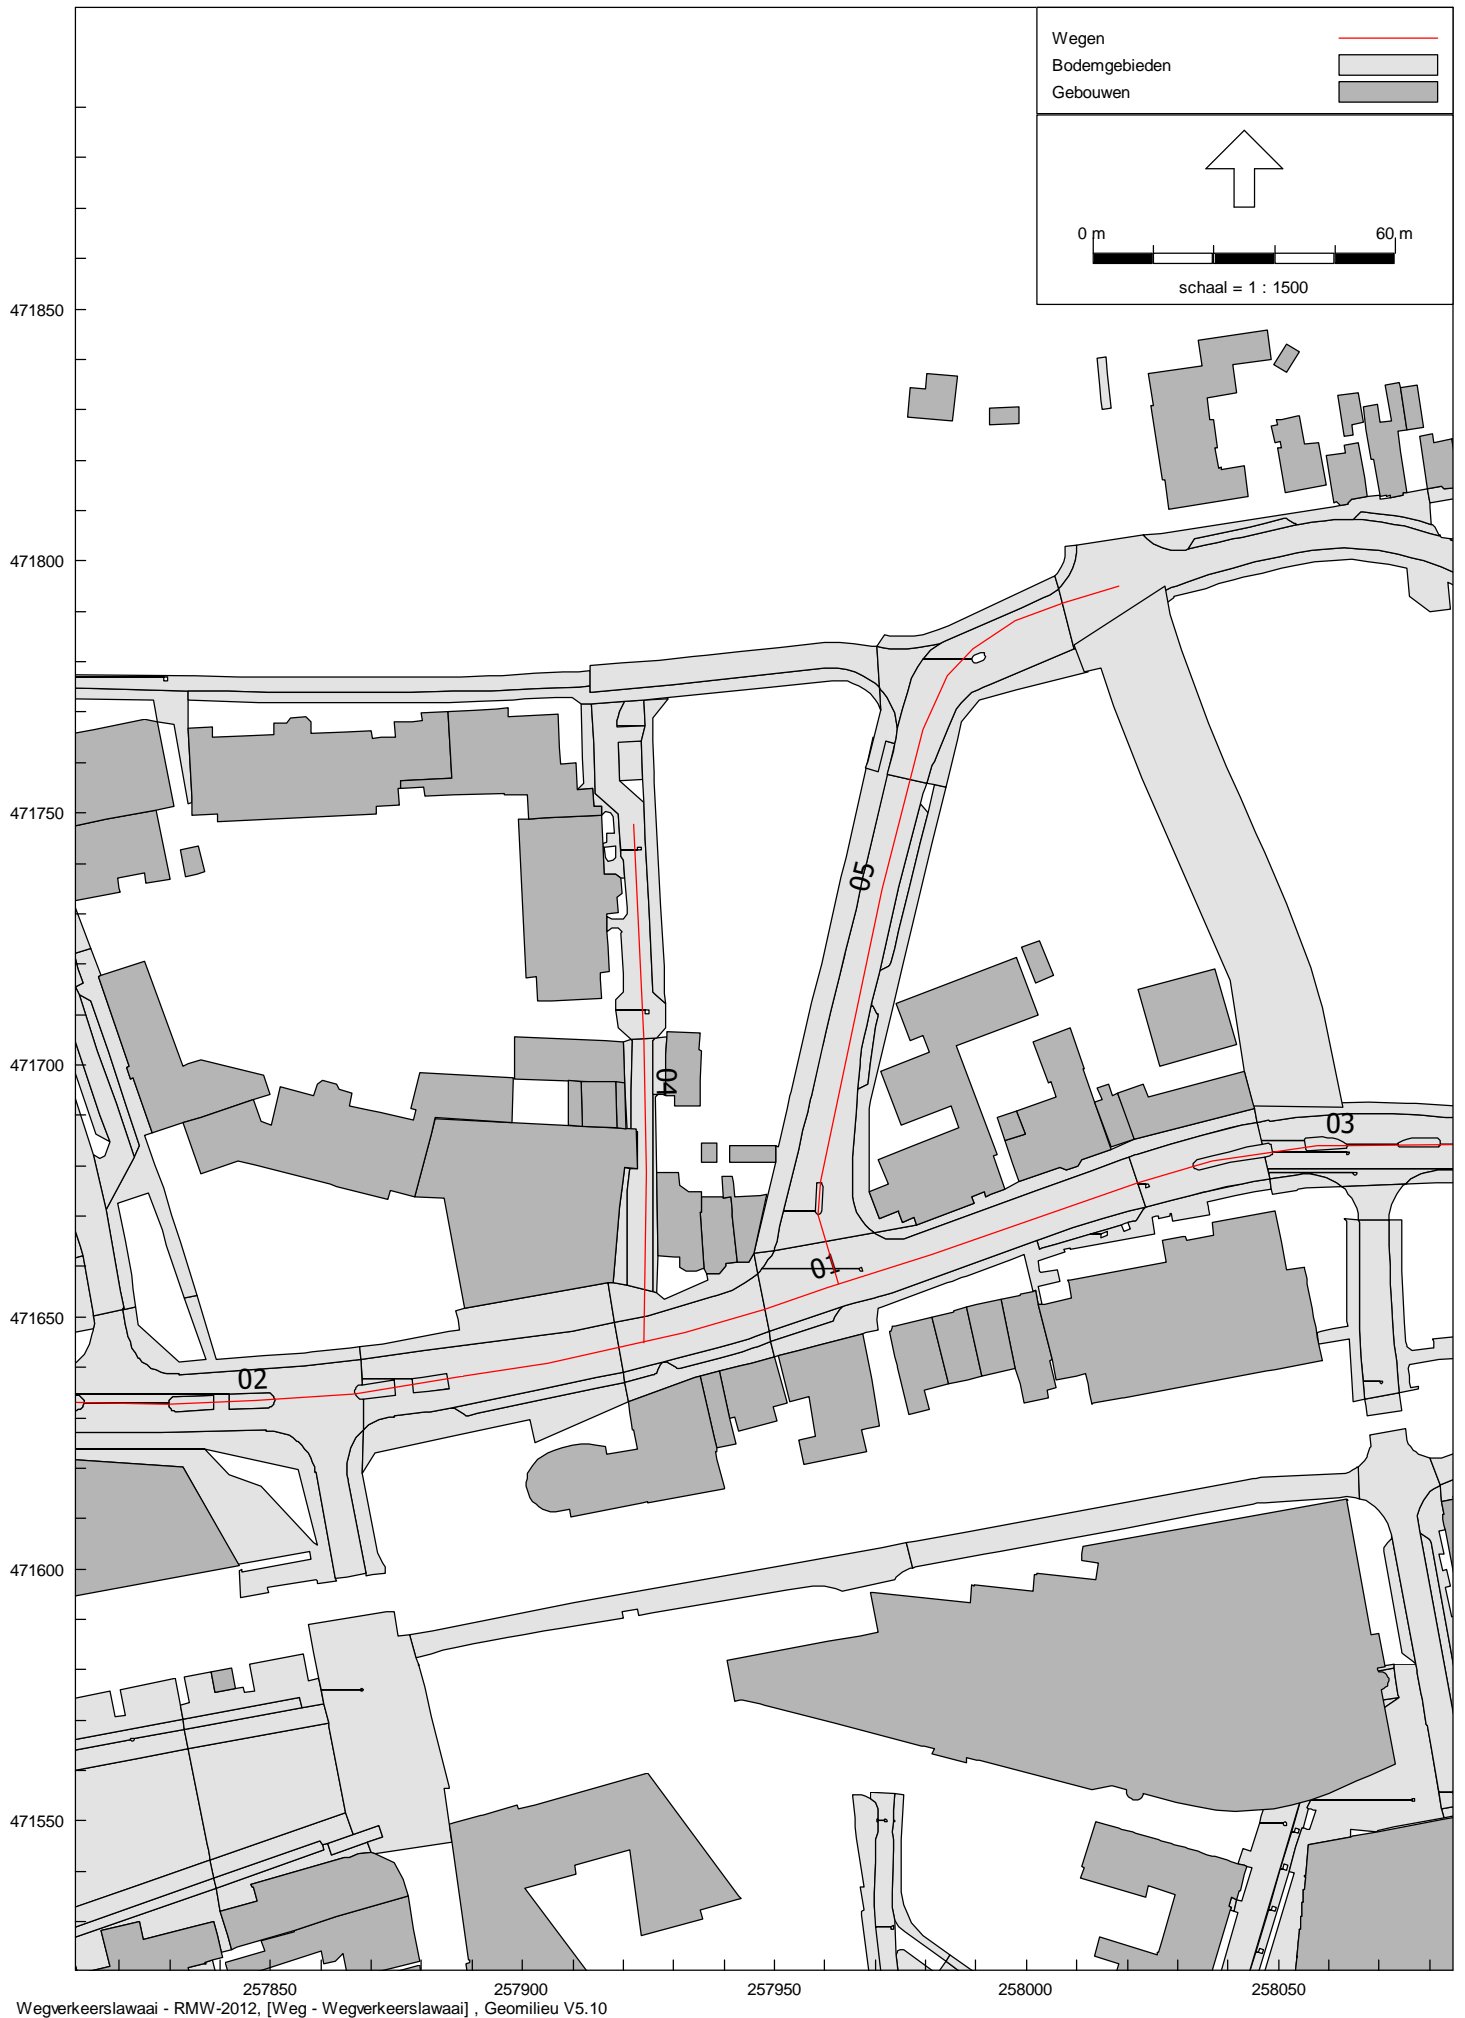 Wegen
Bodemgebieden
Gebouwen
0 m 60 m
schaal = 1 : 1500
471850
471800
471750
05
471700
04
03
01
471650
02
471600
471550
257850 257900 257950 258000 258050
Wegverkeerslawaai - RMW-2012, [Weg - Wegverkeerslawaai] , Geomilieu V5.10